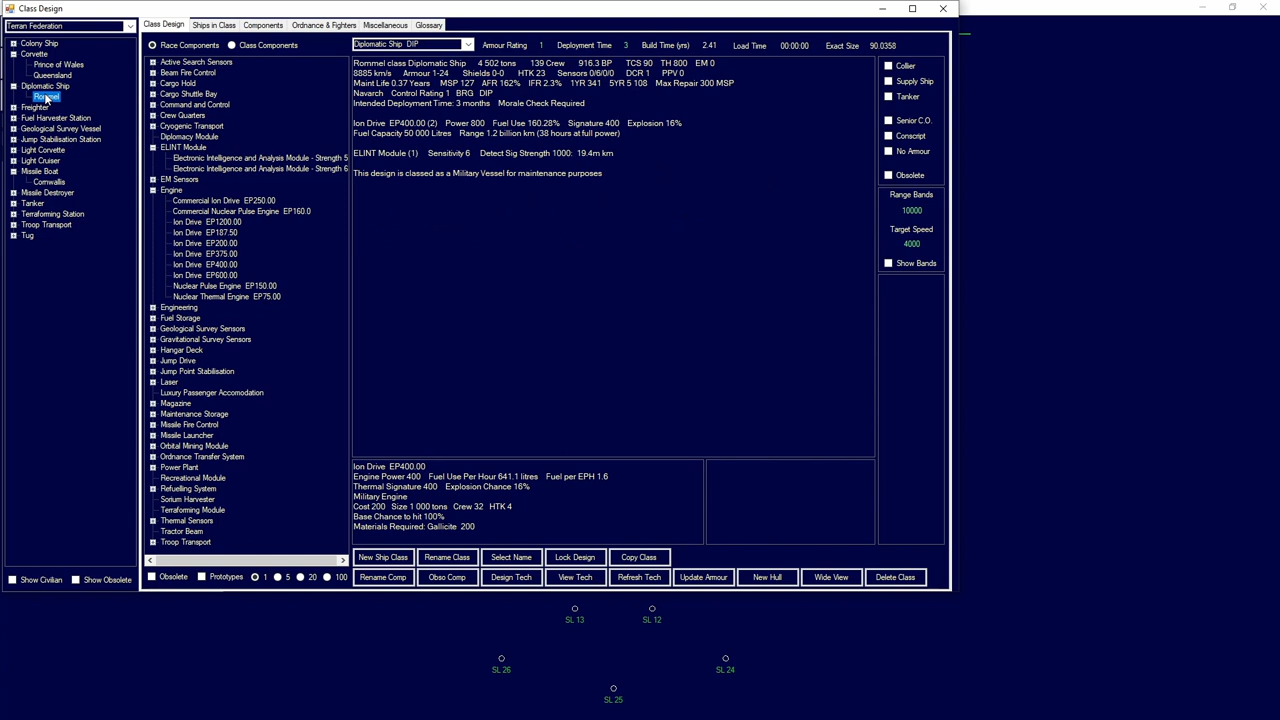 Class Design
Terran Federation
Colony Ship
Corvette
Prince of Wales
Queensland
Diplomatic Ship
Rommel
Freighter
Fuel Harvester Station
Geological Survey Vessel
Jump Stabilisation Station
Light Corvette
Light Cruiser
Missile Boat
Cornwallis
Missile Destroyer
Tanker
Terraforming Station
Troop Transport
Tug
Show Civilian Show Obsolete
Class Design Ships in Class Components Ordnance & Fighters Miscellaneous Glossary
Race Components Class Components
Active Search Sensors
Beam Fire Control
Cargo Hold
Cargo Shuttle Bay
Command and Control
Crew Quarters
Cryogenic Transport
Diplomacy Module
ELINT Module
Electronic Intelligence and Analysis Module - Strength 5
Electronic Intelligence and Analysis Module - Strength 6
EM Sensors
Engine
Commercial Ion Drive EP250.00
Commercial Nuclear Pulse Engine EP160.0
Ion Drive EP1200.00
Ion Drive EP187.50
Ion Drive EP200.00
Ion Drive EP375.00
Ion Drive EP400.00
Ion Drive EP600.00
Nuclear Pulse Engine EP150.00
Nuclear Thermal Engine EP75.00
Engineering
Fuel Storage
Geological Survey Sensors
Gravitational Survey Sensors
Hangar Deck
Jump Drive
Jump Point Stabilisation
Laser
Luxury Passenger Accomodation
Magazine
Maintenance Storage
Missile Fire Control
Missile Launcher
Orbital Mining Module
Ordnance Transfer System
Power Plant
Recreational Module
Refuelling System
Sorium Harvester
Terraforming Module
Thermal Sensors
Tractor Beam
Troop Transport
Obsolete Prototypes 1 5 20 100
Diplomatic Ship DIP Armour Rating 1 Deployment Time 3 Build Time (yrs) 2.41 Load Time 00:00:00 Exact Size 90.0358
Rommel class Diplomatic Ship 4 502 tons 139 Crew 916.3 BP TCS 90 TH 800 EM 0
8885 km/s Armour 1-24 Shields 0-0 HTK 23 Sensors 0/6/0/0 DCR 1 PPV 0
Maint Life 0.37 Years MSP 127 AFR 162% IFR 2.3% 1YR 341 5YR 5 108 Max Repair 300 MSP
Navarch Control Rating 1 BRG DIP
Intended Deployment Time: 3 months Morale Check Required
Ion Drive EP400.00 (2) Power 800 Fuel Use 160.28% Signature 400 Explosion 16%
Fuel Capacity 50 000 Litres Range 1.2 billion km (38 hours at full power)
ELINT Module (1) Sensitivity 6 Detect Sig Strength 1000: 19.4m km
This design is classed as a Military Vessel for maintenance purposes
Ion Drive EP400.00
Engine Power 400 Fuel Use Per Hour 641.1 litres Fuel per EPH 1.6
Thermal Signature 400 Explosion Chance 16%
Military Engine
Cost 200 Size 1 000 tons Crew 32 HTK 4
Base Chance to hit 100%
Materials Required: Gallicite 200
New Ship Class Rename Class Select Name Lock Design Copy Class
Rename Comp Obso Comp Design Tech View Tech Refresh Tech Update Armour New Hull Wide View Delete Class
Collier
Supply Ship
Tanker
Senior C.O.
Conscript
No Armour
Obsolete
Range Bands
10000
Target Speed
4000
Show Bands
SL 13 SL 12
SL 26 SL 24
SL 25